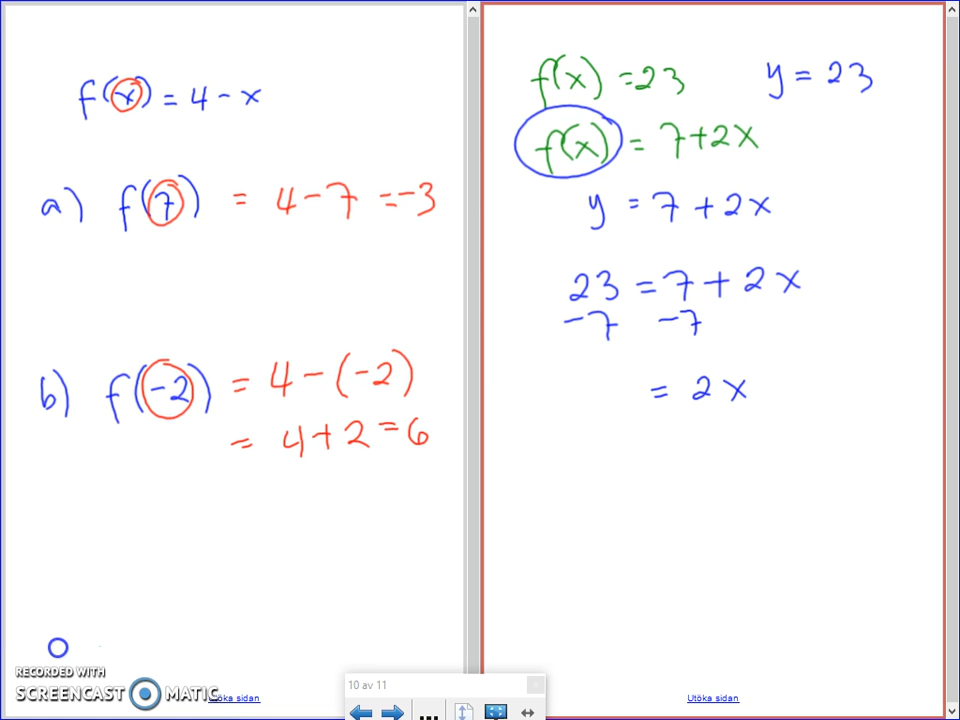 f(x) = 4 - x
a) f(7) = 4 - 7 = -3
b) f(-2) = 4 - (-2)
= 4 + 2 = 6
f(x) = 23 y = 23
f(x) = 7 + 2x
y = 7 + 2x
23 = 7 + 2x
-7 -7
= 2x
RECORDED WITH
SCREENCAST MATIC
Utöka sidan
10 av 11
...
Utöka sidan